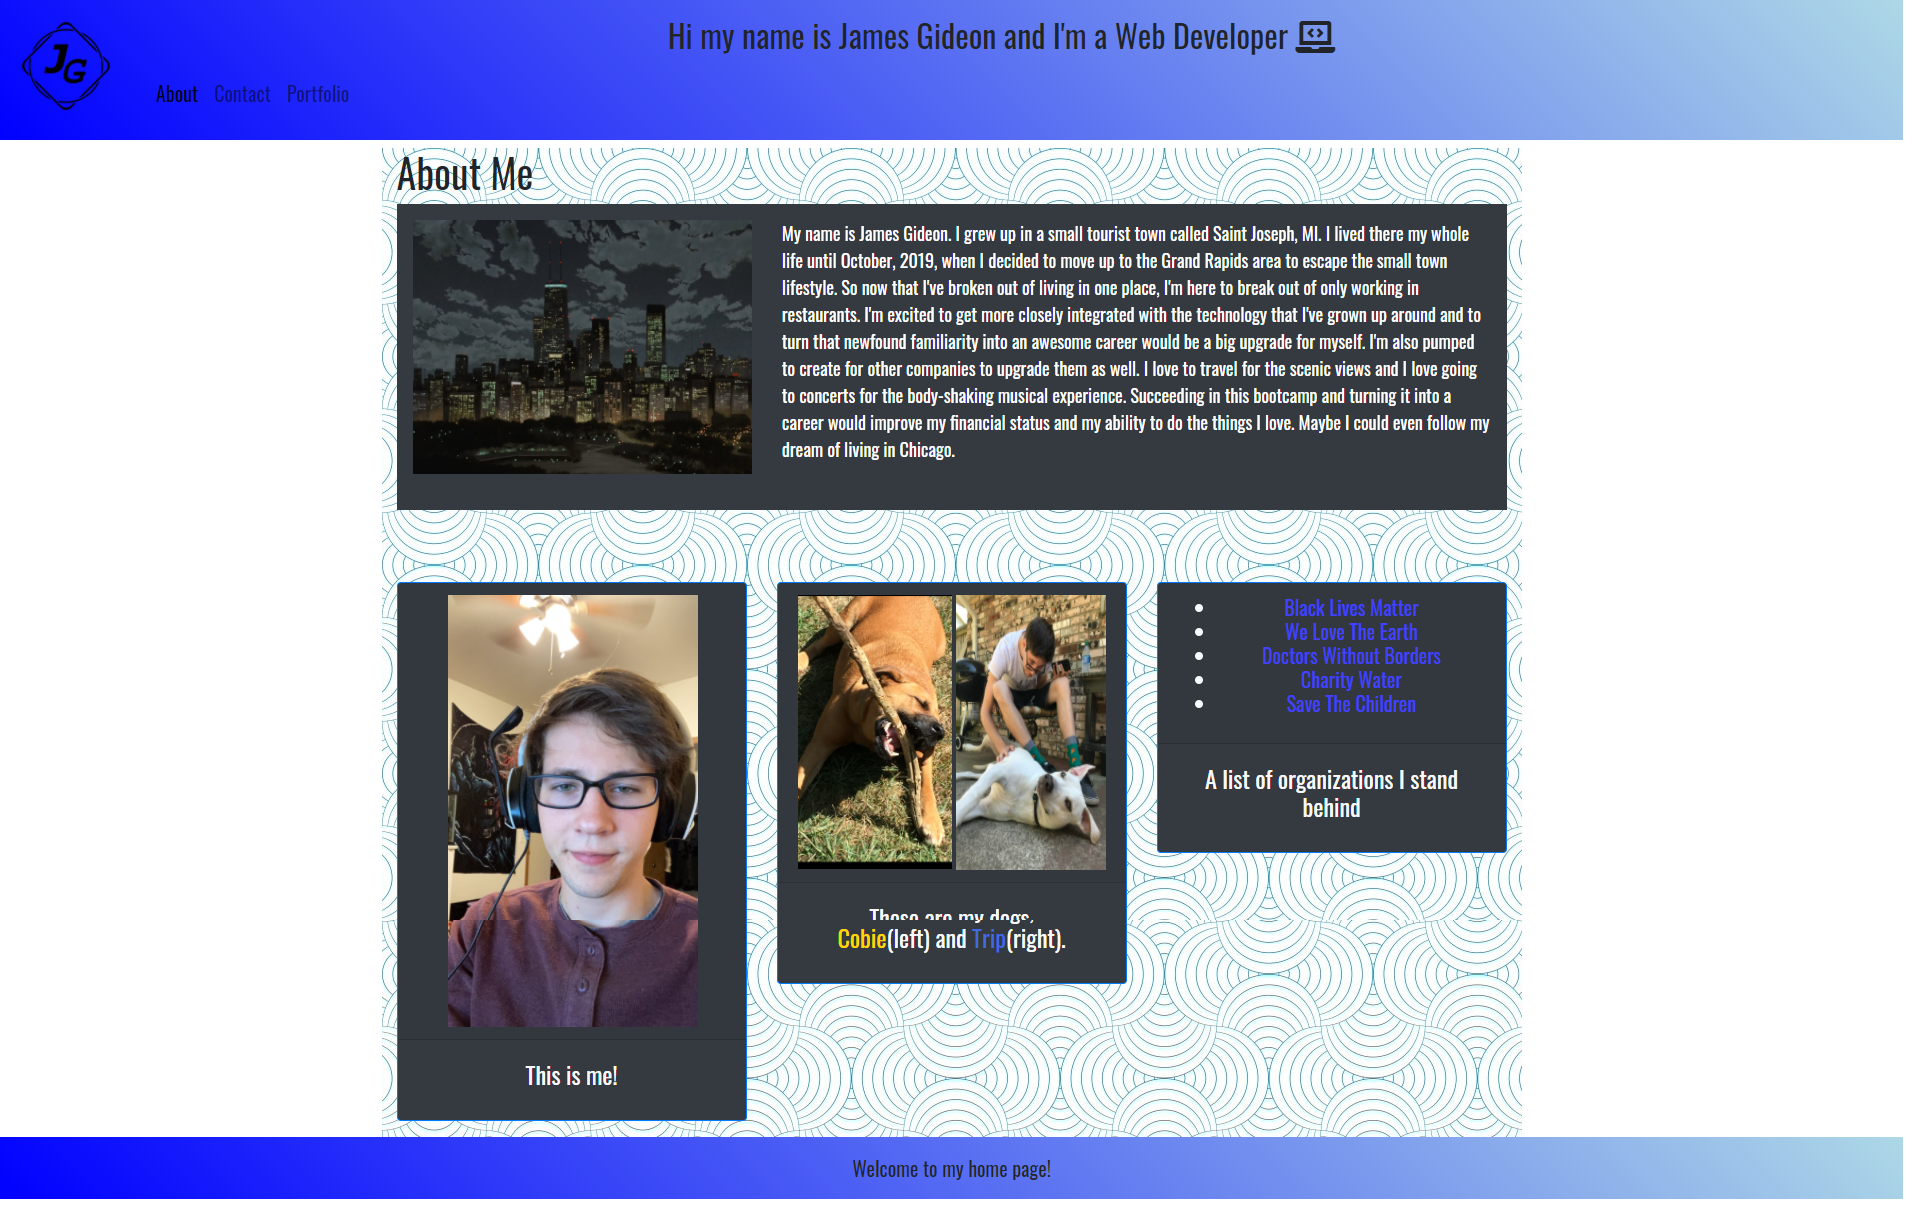 Hi my name is James Gideon and I'm a Web Developer
JG
About Contact Portfolio
About Me
My name is James Gideon. I grew up in a small tourist town called Saint Joseph, MI. I lived there my whole
life until October, 2019, when I decided to move up to the Grand Rapids area to escape the small town
lifestyle. So now that I've broken out of living in one place, I'm here to break out of only working in
restaurants. I'm excited to get more closely integrated with the technology that I've grown up around and to
turn that newfound familiarity into an awesome career would be a big upgrade for myself. I'm also pumped
to create for other companies to upgrade them as well. I love to travel for the scenic views and I love going
to concerts for the body-shaking musical experience. Succeeding in this bootcamp and turning it into a
career would improve my financial status and my ability to do the things I love. Maybe I could even follow my
dream of living in Chicago.
This is me!
These are my dogs,
Cobie(left) and Trip(right).
Black Lives Matter
We Love The Earth
Doctors Without Borders
Charity Water
Save The Children
A list of organizations I stand
behind
Welcome to my home page!